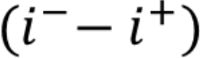 (i⁻ − i⁺)